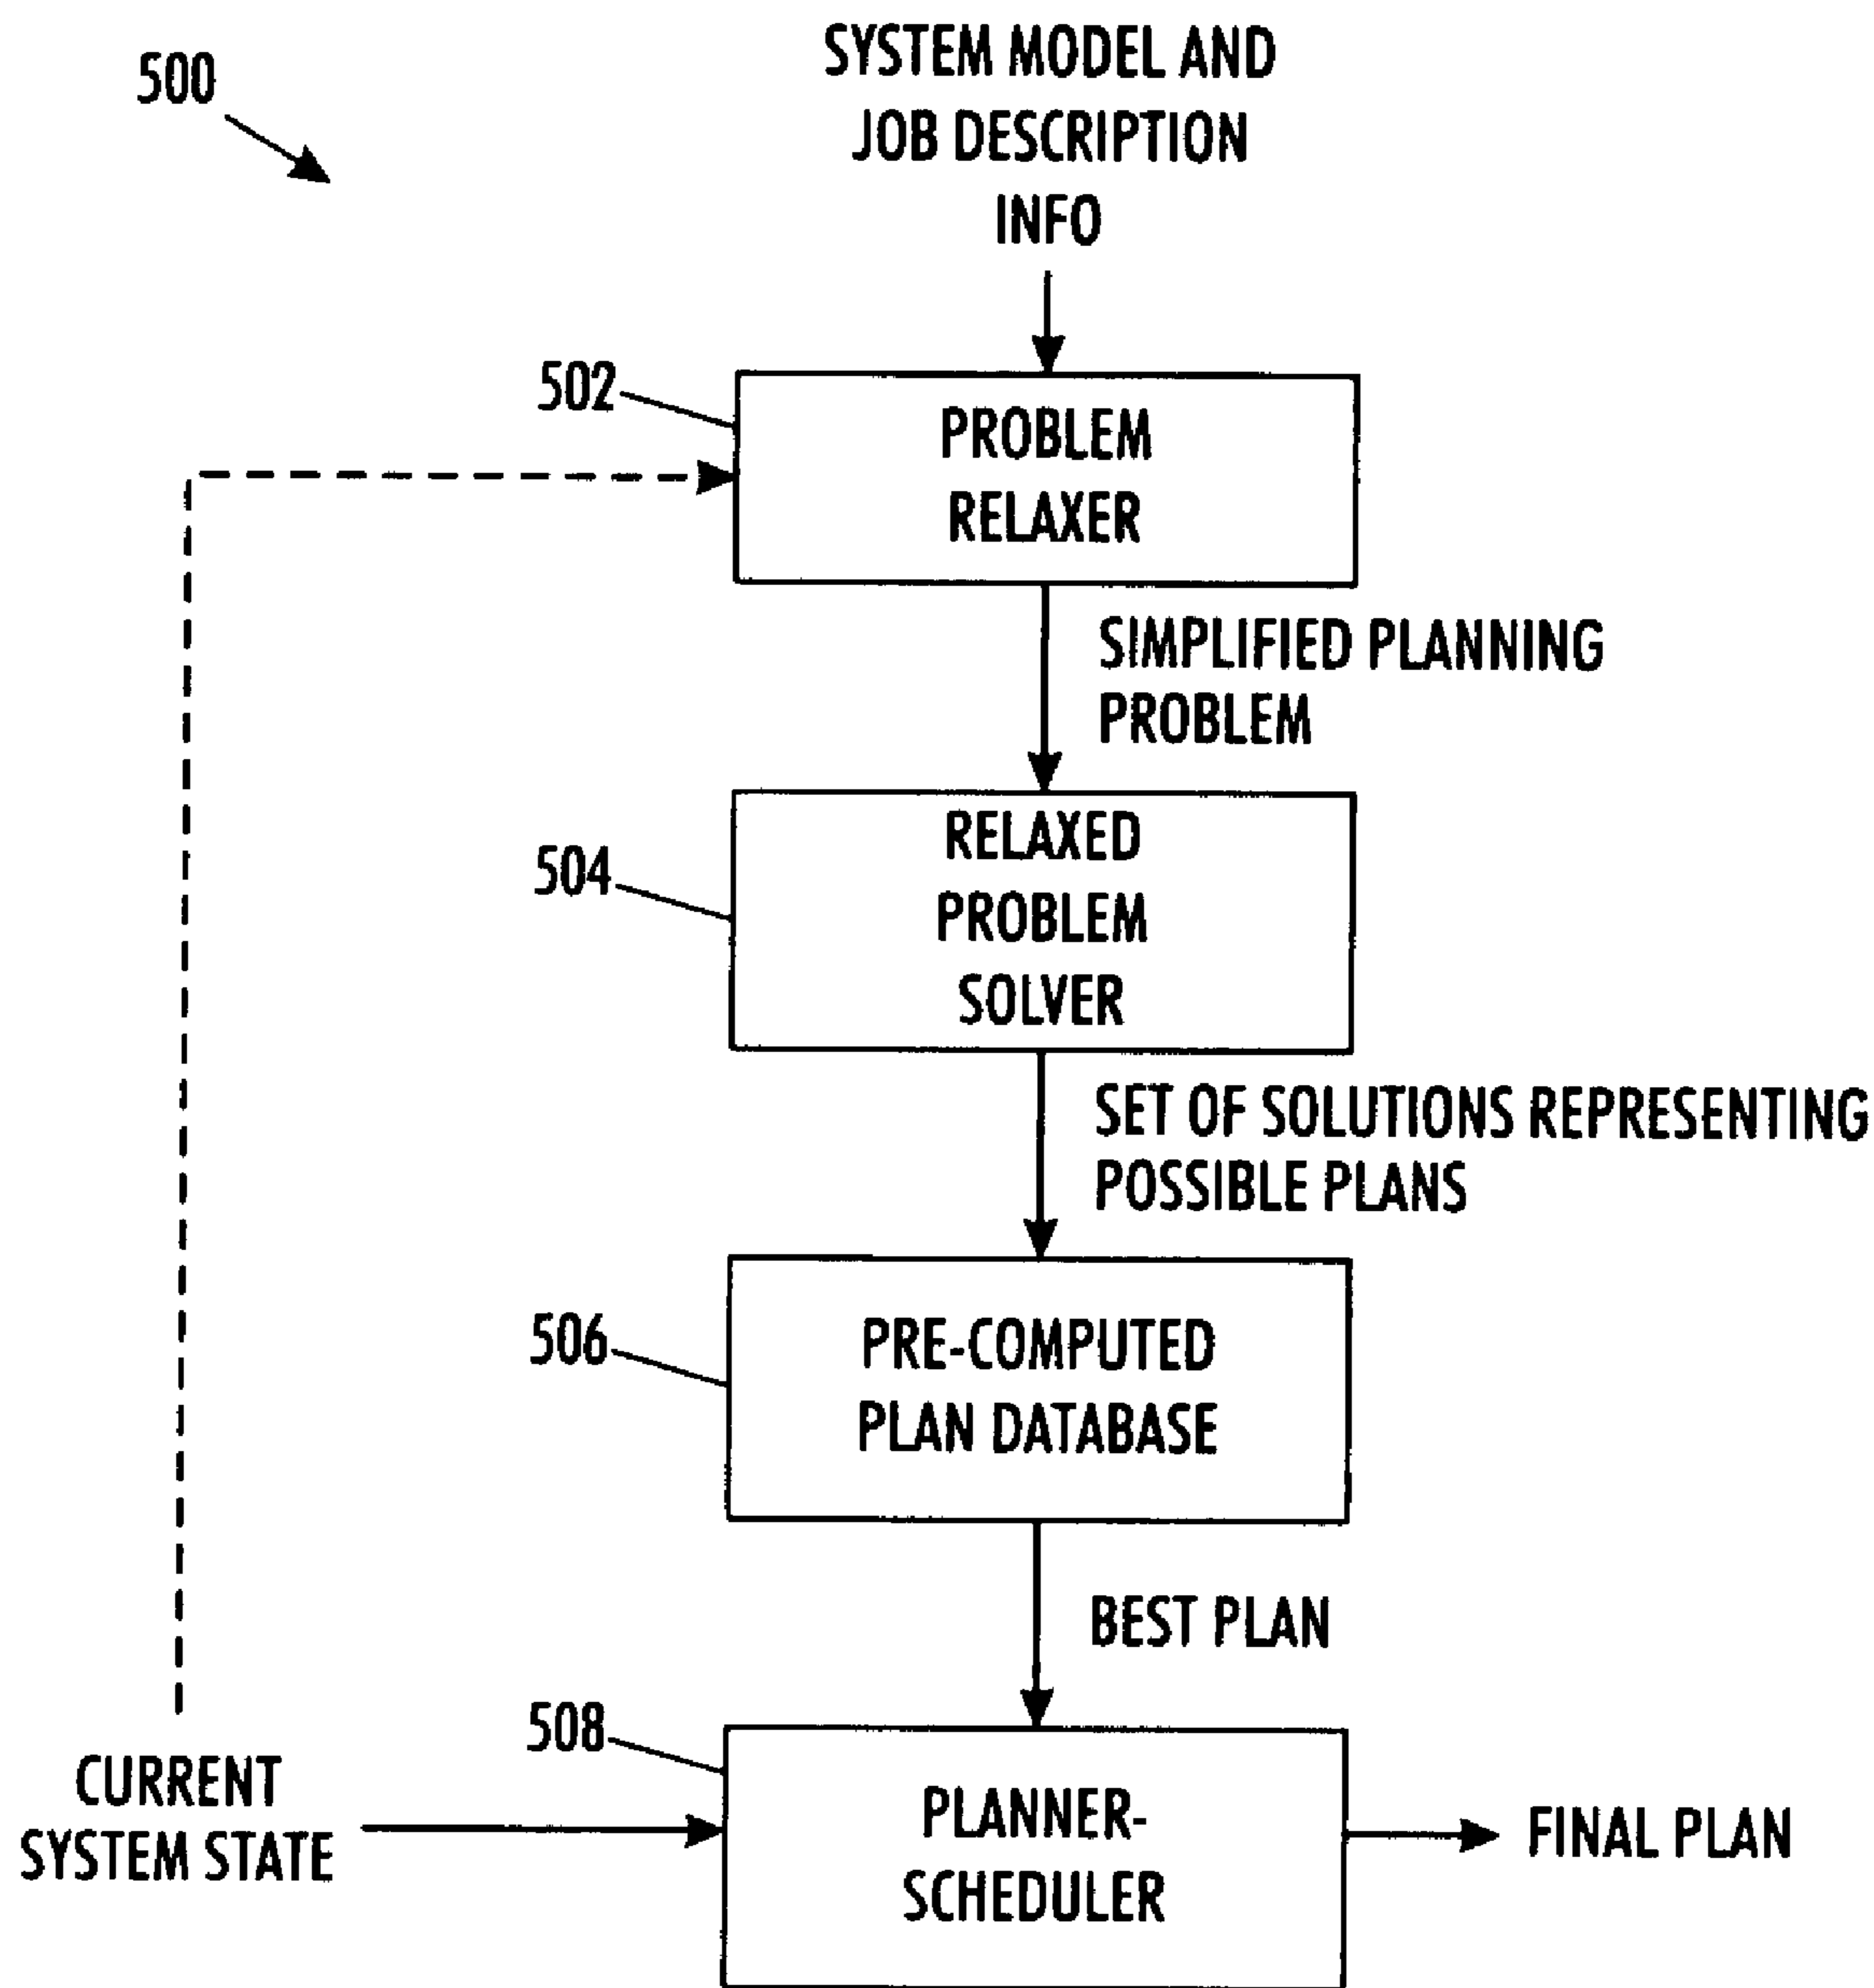 500
SYSTEM MODEL AND
JOB DESCRIPTION
INFO
502
PROBLEM
RELAXER
SIMPLIFIED PLANNING
PROBLEM
504
RELAXED
PROBLEM
SOLVER
SET OF SOLUTIONS REPRESENTING
POSSIBLE PLANS
506
PRE-COMPUTED
PLAN DATABASE
BEST PLAN
508
CURRENT
SYSTEM STATE
PLANNER-
SCHEDULER
FINAL PLAN